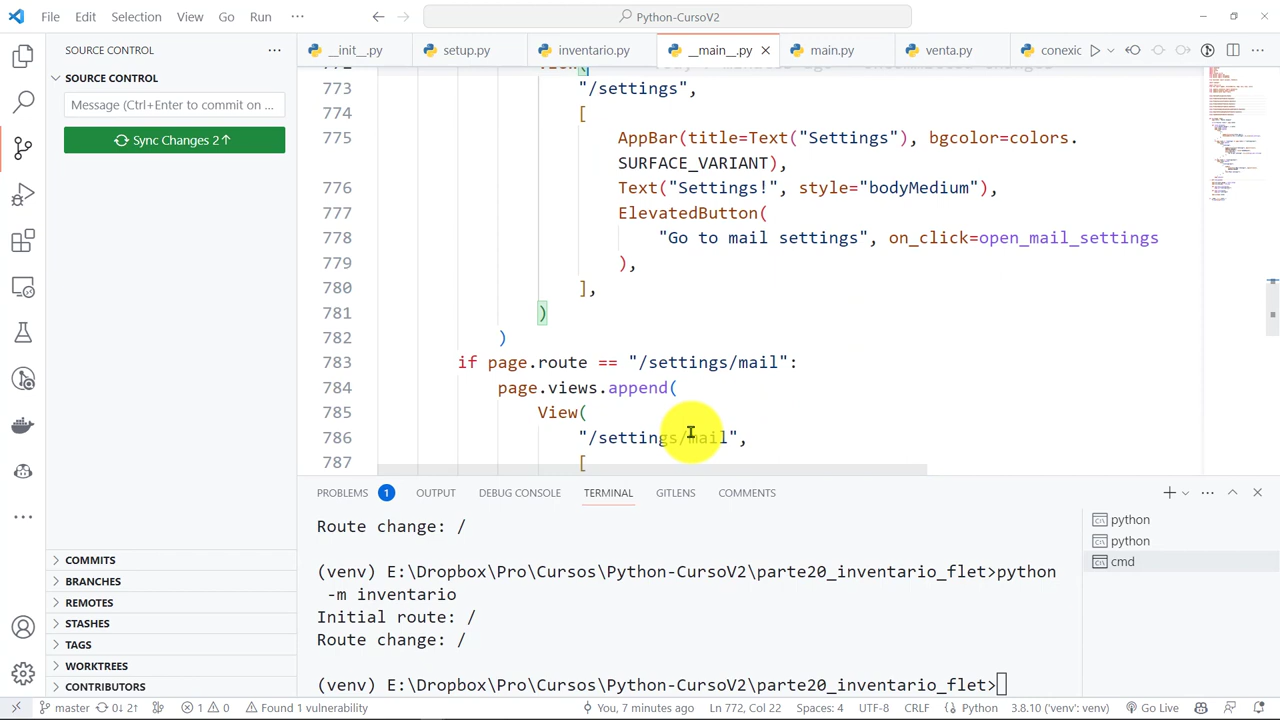 File Edit Selection View Go Run ··· Python-CursoV2
SOURCE CONTROL ···
__init__.py setup.py inventario.py __main__.py main.py venta.py conexic
SOURCE CONTROL
Message (Ctrl+Enter to commit on ...
Sync Changes 2↑
773 "/settings",
774 [
775 AppBar(title=Text("Settings"), bgcolor=colors.
SURFACE_VARIANT),
776 Text("Settings!", style="bodyMedium"),
777 ElevatedButton(
778 "Go to mail settings", on_click=open_mail_settings
779 ),
780 ],
781 )
782 )
783 if page.route == "/settings/mail":
784 page.views.append(
785 View(
786 "/settings/mail",
787 [
PROBLEMS 1 OUTPUT DEBUG CONSOLE TERMINAL GITLENS COMMENTS
Route change: /
(venv) E:\Dropbox\Pro\Cursos\Python-CursoV2\parte20_inventario_flet>python
-m inventario
Initial route: /
Route change: /
(venv) E:\Dropbox\Pro\Cursos\Python-CursoV2\parte20_inventario_flet>
python
python
cmd
COMMITS
BRANCHES
REMOTES
STASHES
TAGS
WORKTREES
CONTRIBUTORS
master 0↓ 2↑ 1 0 Found 1 vulnerability You, 7 minutes ago Ln 772, Col 22 Spaces: 4 UTF-8 CRLF Python 3.8.10 ('venv': venv) Go Live